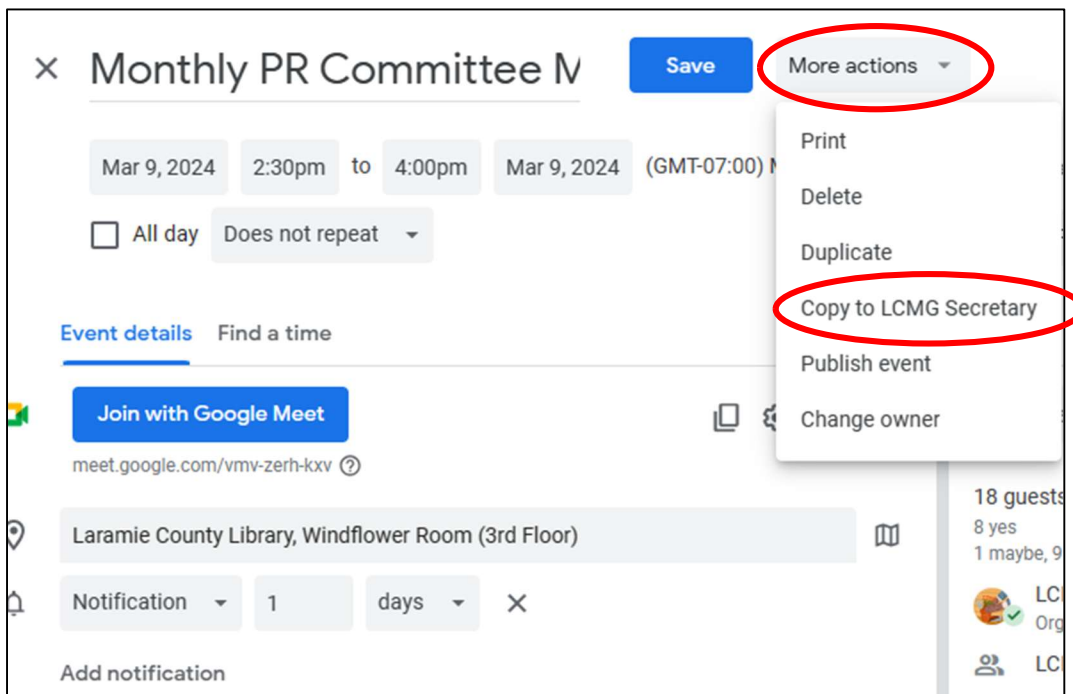 Monthly PR Committee M
Save
More actions
Print
Delete
Duplicate
Copy to LCMG Secretary
Publish event
Change owner
Mar 9, 2024 2:30pm to 4:00pm Mar 9, 2024 (GMT-07:00)
All day Does not repeat
Event details Find a time
Join with Google Meet
meet.google.com/vmv-zerh-kxv
Laramie County Library, Windflower Room (3rd Floor)
Notification 1 days
Add notification
18 guests
8 yes
1 maybe, 9
LC
Org
LC